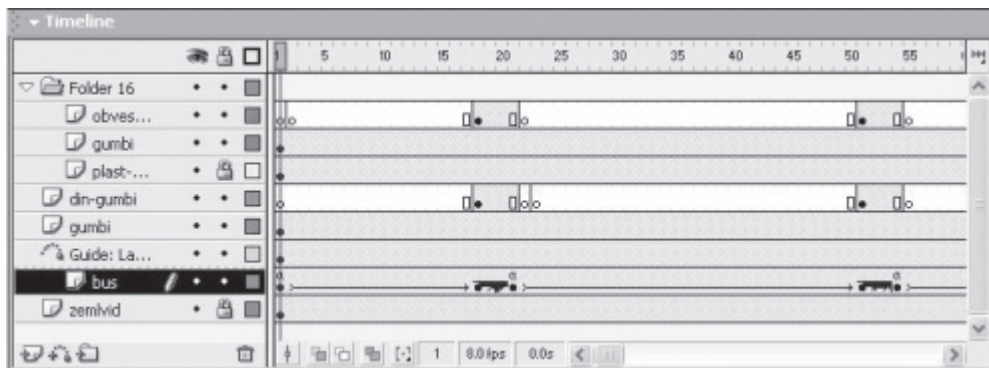 Timeline
1 5 10 15 20 25 30 35 40 45 50 55
Folder 16
obves...
gumbi
plast-...
din-gumbi
gumbi
Guide: La...
bus
zemlvid
1 8.0 fps 0.0s